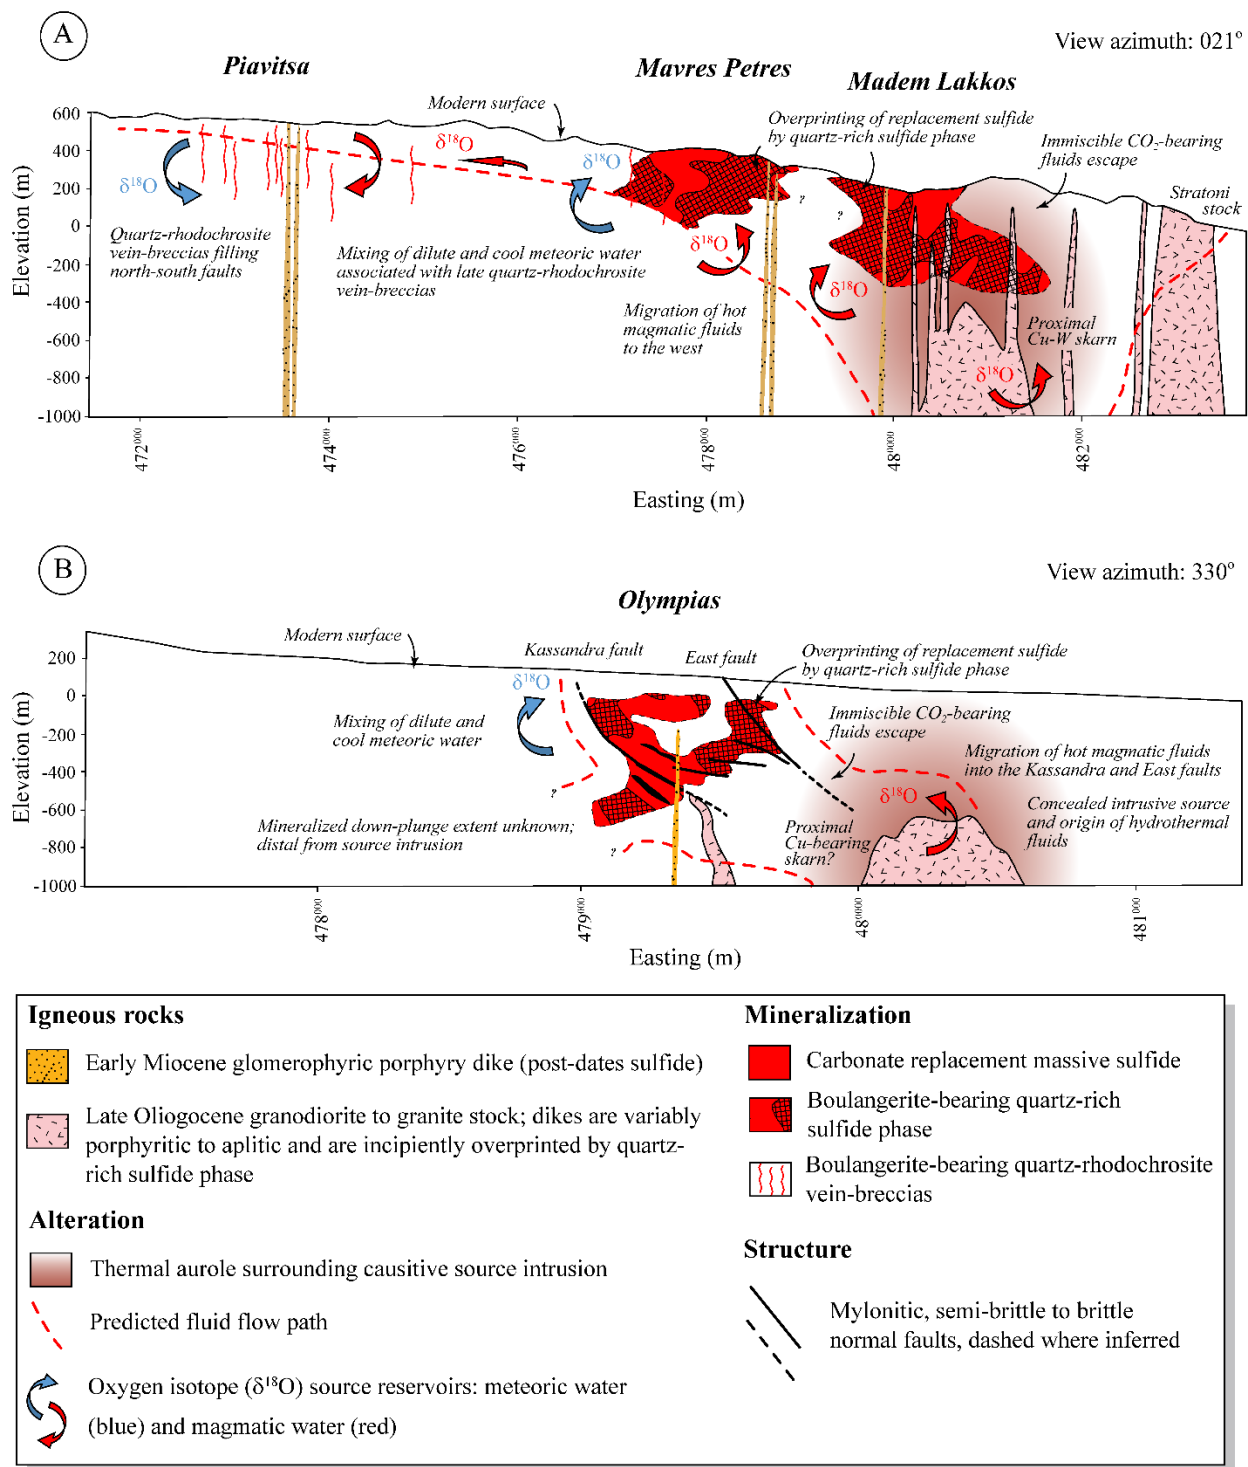 A
View azimuth: 021°
Piavitsa
Mavres Petres
Madem Lakkos
Modern surface
Overprinting of replacement sulfide
by quartz-rich sulfide phase
Immiscible CO₂-bearing
fluids escape
Stratoni
stock
Elevation (m)
600
400
200
0
-200
-400
-600
-800
-1000
δ¹⁸O
δ¹⁸O
δ¹⁸O
δ¹⁸O
δ¹⁸O
δ¹⁸O
?
?
Quartz-rhodochrosite
vein-breccias filling
north-south faults
Mixing of dilute and cool meteoric water
associated with late quartz-rhodochrosite
vein-breccias
Migration of hot
magmatic fluids
to the west
Proximal
Cu-W skarn
472⁰⁰⁰
474⁰⁰⁰
476⁰⁰⁰
478⁰⁰⁰
48⁰⁰⁰⁰
482⁰⁰⁰
Easting (m)
B
View azimuth: 330°
Olympias
Modern surface
Kassandra fault
East fault
Overprinting of replacement sulfide
by quartz-rich sulfide phase
Elevation (m)
200
0
-200
-400
-600
-800
-1000
δ¹⁸O
Mixing of dilute and
cool meteoric water
Immiscible CO₂-bearing
fluids escape
Migration of hot magmatic fluids
into the Kassandra and East faults
δ¹⁸O
Concealed intrusive source
and origin of hydrothermal
fluids
?
Mineralized down-plunge extent unknown;
distal from source intrusion
?
Proximal
Cu-bearing
skarn?
478⁰⁰⁰
479⁰⁰⁰
48⁰⁰⁰⁰
481⁰⁰⁰
Easting (m)
Igneous rocks
Early Miocene glomerophyric porphyry dike (post-dates sulfide)
Late Oliogocene granodiorite to granite stock; dikes are variably
porphyritic to aplitic and are incipiently overprinted by quartz-
rich sulfide phase
Alteration
Thermal aurole surrounding causitive source intrusion
Predicted fluid flow path
Oxygen isotope (δ¹⁸O) source reservoirs: meteoric water
(blue) and magmatic water (red)
Mineralization
Carbonate replacement massive sulfide
Boulangerite-bearing quartz-rich
sulfide phase
Boulangerite-bearing quartz-rhodochrosite
vein-breccias
Structure
Mylonitic, semi-brittle to brittle
normal faults, dashed where inferred